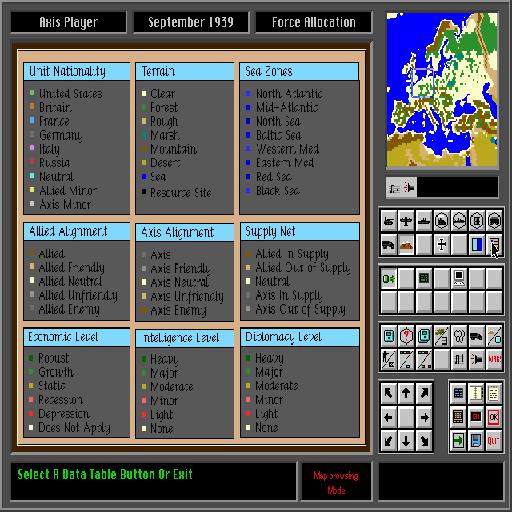 Axis Player
September 1939
Force Allocation
Unit Nationality
United States
Britain
France
Germany
Italy
Russia
Neutral
Allied Minor
Axis Minor
Terrain
Clear
Forest
Rough
Marsh
Mountain
Desert
Sea
Resource Site
Sea Zones
North Atlantic
Mid-Atlantic
North Sea
Baltic Sea
Western Med
Eastern Med
Red Sea
Black Sea
Allied Alignment
Allied
Allied Friendly
Allied Neutral
Allied Unfriendly
Allied Enemy
Axis Alignment
Axis
Axis Friendly
Axis Neutral
Axis Unfriendly
Axis Enemy
Supply Net
Allied In Supply
Allied Out of Supply
Neutral
Axis In Supply
Axis Out of Supply
Economic Level
Robust
Growth
Static
Recession
Depression
Does Not Apply
Intelligence Level
Heavy
Major
Moderate
Minor
Light
None
Diplomacy Level
Heavy
Major
Moderate
Minor
Light
None
OK
Quit
Select A Data Table Button Or Exit
Map browsing
Mode